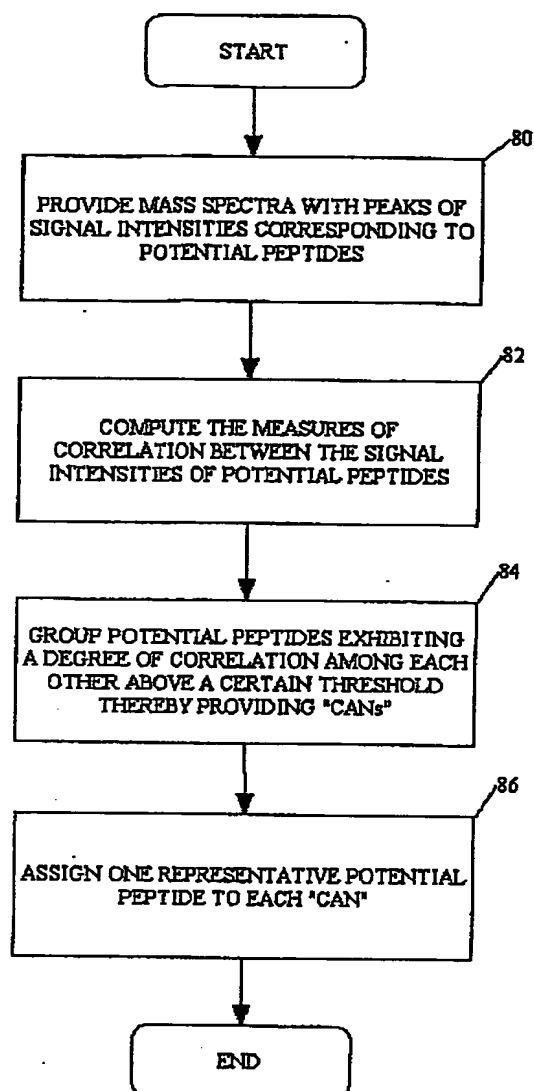 START
80
PROVIDE MASS SPECTRA WITH PEAKS OF
SIGNAL INTENSITIES CORRESPONDING TO
POTENTIAL PEPTIDES
82
COMPUTE THE MEASURES OF
CORRELATION BETWEEN THE SIGNAL
INTENSITIES OF POTENTIAL PEPTIDES
84
GROUP POTENTIAL PEPTIDES EXHIBITING
A DEGREE OF CORRELATION AMONG EACH
OTHER ABOVE A CERTAIN THRESHOLD
THEREBY PROVIDING "CANs"
86
ASSIGN ONE REPRESENTATIVE POTENTIAL
PEPTIDE TO EACH "CAN"
END